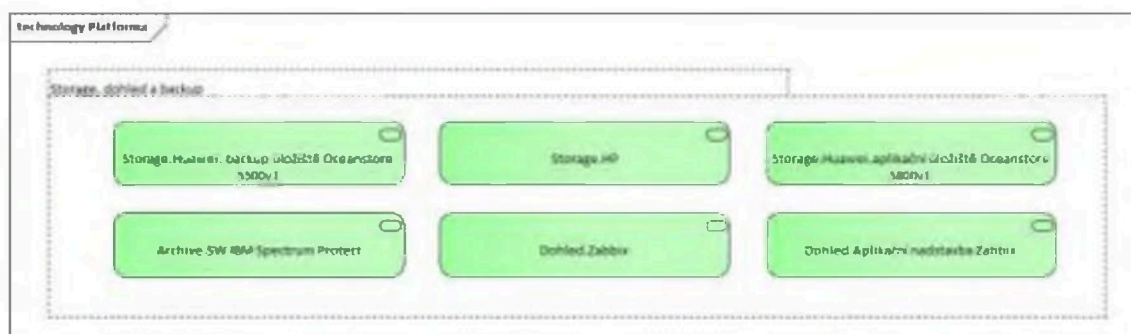 technology Platforma
Storage, dohled a backup
Storage.Huawei. backup úložiště Oceanstore
5500v1
Storage.HP
Storage.Huawei.aplikační úložiště Oceanstore
5800v1
Archive.SW IBM Spectrum Protect
Dohled.Zabbix
Dohled.Aplikační nadstavba Zabbix